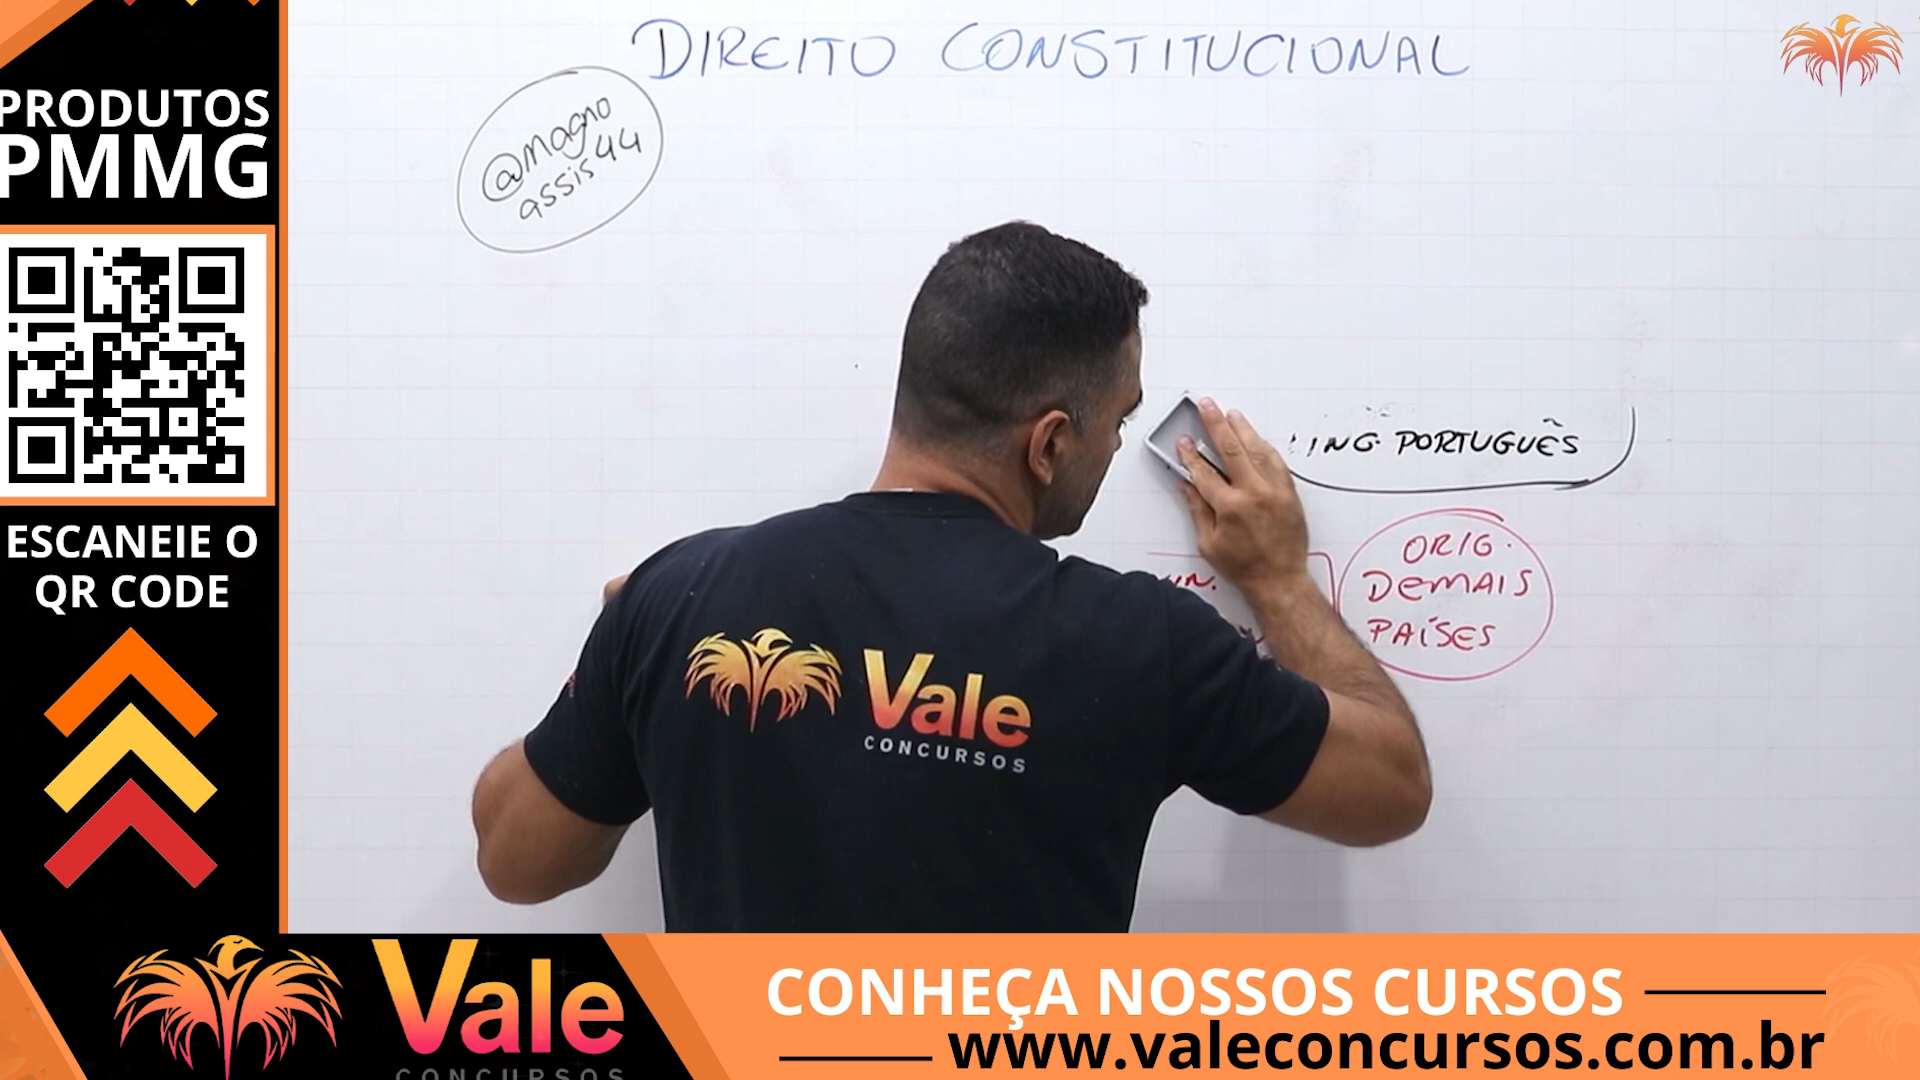 PRODUTOS
PMMG
ESCANEIE O
QR CODE
DIREITO CONSTITUCIONAL
@magno
assis44
ING. PORTUGUÊS
ORIG.
DEMAIS
PAÍSES
Vale
CONCURSOS
Vale
CONCURSOS
CONHEÇA NOSSOS CURSOS
www.valeconcursos.com.br